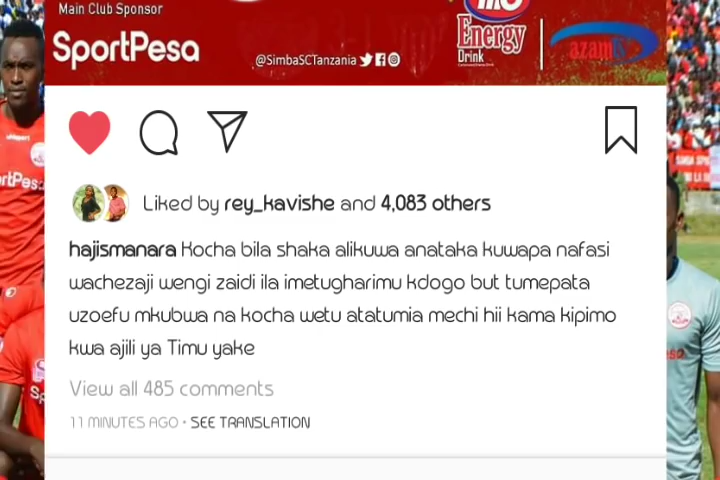 Main Club Sponsor
SportPesa
@SimbaSCTanzania
mo
Energy
Drink
azam
Liked by rey_kavishe and 4,083 others
hajismanara Kocha bila shaka alikuwa anataka kuwapa nafasi
wachezaji wengi zaidi ila imetugharimu kdogo but tumepata
uzoefu mkubwa na kocha wetu atatumia mechi hii kama kipimo
kwa ajili ya Timu yake
View all 485 comments
11 MINUTES AGO • SEE TRANSLATION